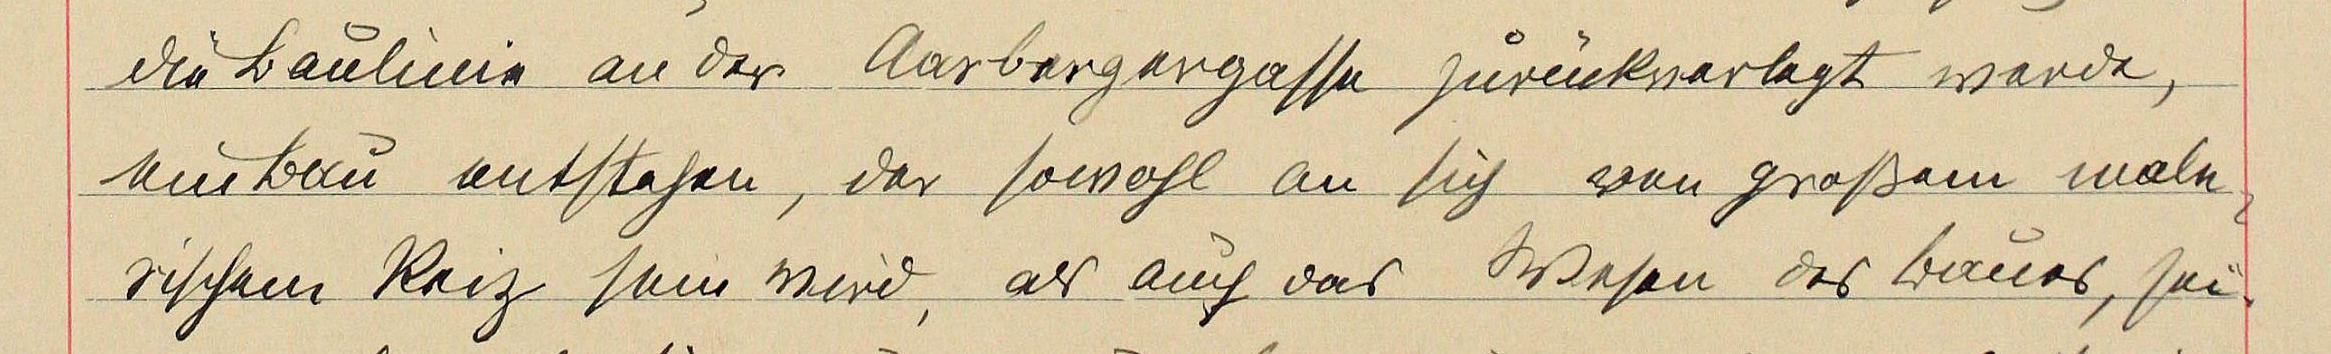 die Baulinie an der Aarbergergasse zurückverlegt werde,
ein Bau entstehen, der sowohl an sich von großem male-
rischem Reiz sein wird, als auch das Wesen des Baues, sei-